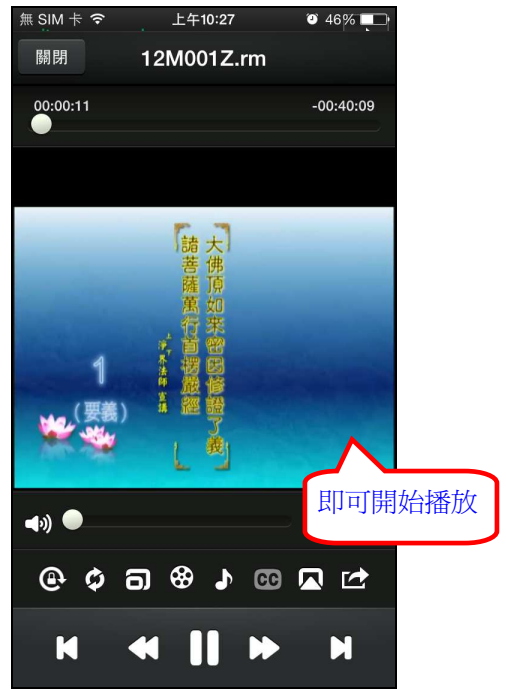 無 SIM 卡
上午10:27
46%
關閉
12M001Z.rm
00:00:11
-00:40:09
大佛頂如來密因修證了義
諸菩薩萬行首楞嚴經
上淨下界法師 宣講
1
(要義)
即可開始播放
CC